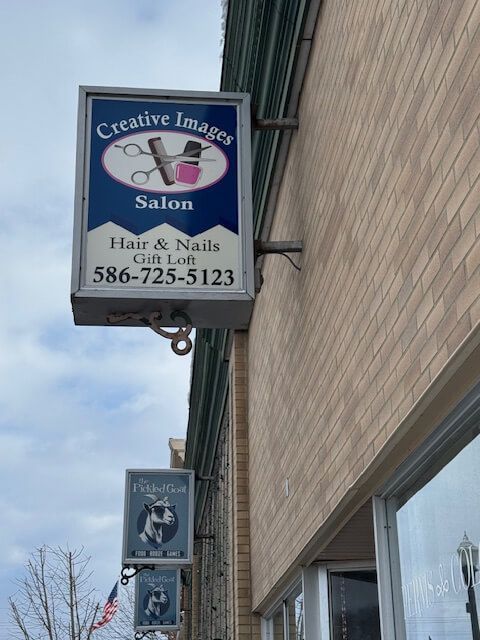 Creative Images
Salon
Hair & Nails
Gift Loft
586-725-5123
the
Pickled Goat
FOOD BOOZE GAMES